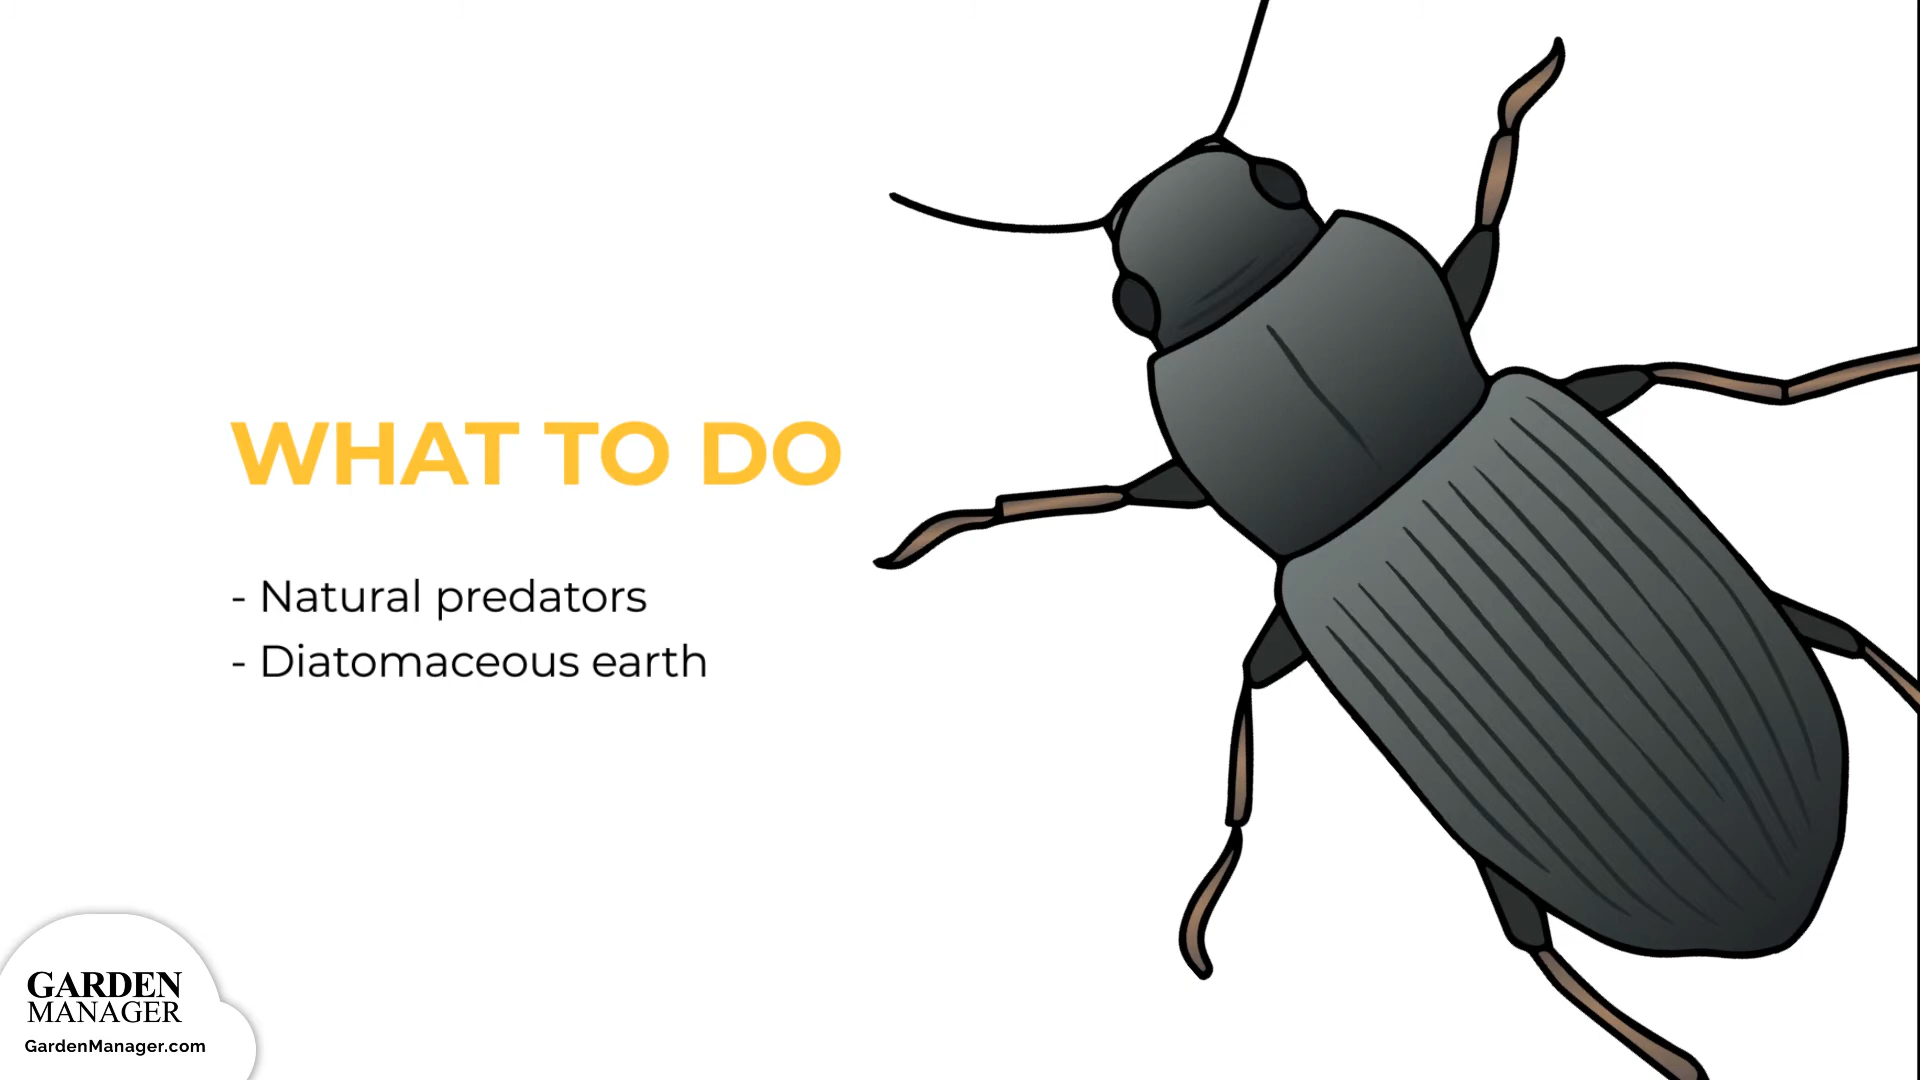 WHAT TO DO
- Natural predators
- Diatomaceous earth
GARDEN
MANAGER
GardenManager.com